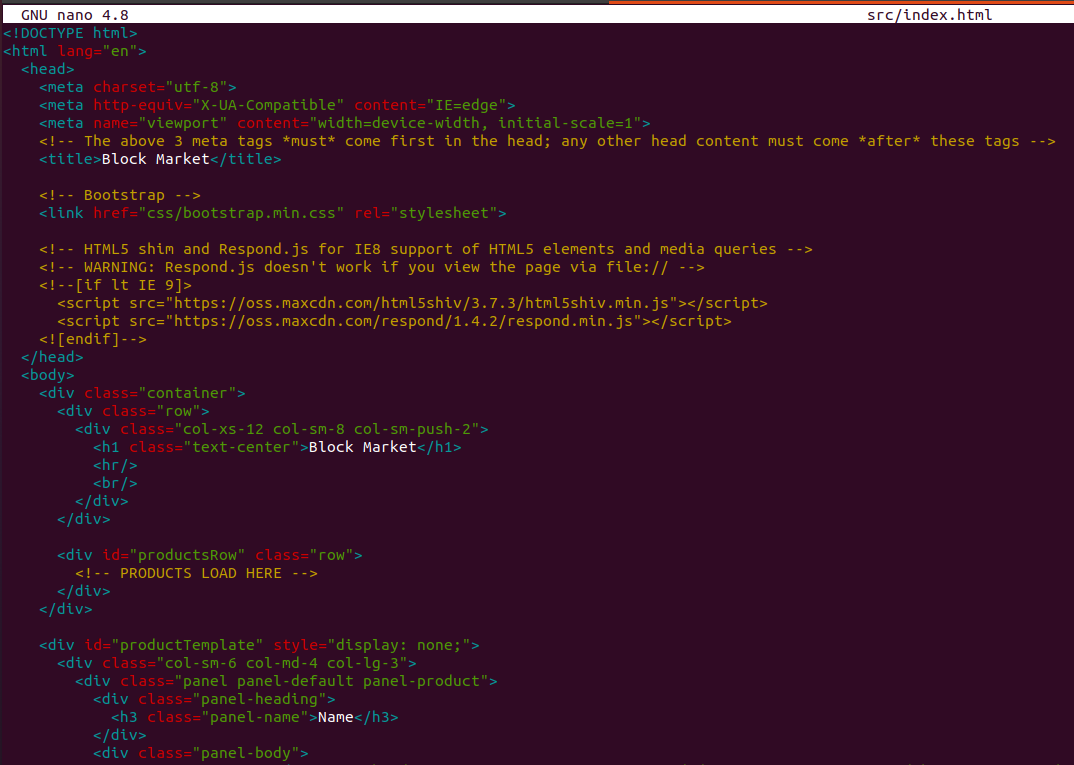 GNU nano 4.8 src/index.html
<!DOCTYPE html>
<html lang="en">
  <head>
    <meta charset="utf-8">
    <meta http-equiv="X-UA-Compatible" content="IE=edge">
    <meta name="viewport" content="width=device-width, initial-scale=1">
    <!-- The above 3 meta tags *must* come first in the head; any other head content must come *after* these tags -->
    <title>Block Market</title>

    <!-- Bootstrap -->
    <link href="css/bootstrap.min.css" rel="stylesheet">

    <!-- HTML5 shim and Respond.js for IE8 support of HTML5 elements and media queries -->
    <!-- WARNING: Respond.js doesn't work if you view the page via file:// -->
    <!--[if lt IE 9]>
      <script src="https://oss.maxcdn.com/html5shiv/3.7.3/html5shiv.min.js"></script>
      <script src="https://oss.maxcdn.com/respond/1.4.2/respond.min.js"></script>
    <![endif]-->
  </head>
  <body>
    <div class="container">
      <div class="row">
        <div class="col-xs-12 col-sm-8 col-sm-push-2">
          <h1 class="text-center">Block Market</h1>
          <hr/>
          <br/>
        </div>
      </div>

      <div id="productsRow" class="row">
        <!-- PRODUCTS LOAD HERE -->
      </div>
    </div>

    <div id="productTemplate" style="display: none;">
      <div class="col-sm-6 col-md-4 col-lg-3">
        <div class="panel panel-default panel-product">
          <div class="panel-heading">
            <h3 class="panel-name">Name</h3>
          </div>
          <div class="panel-body">